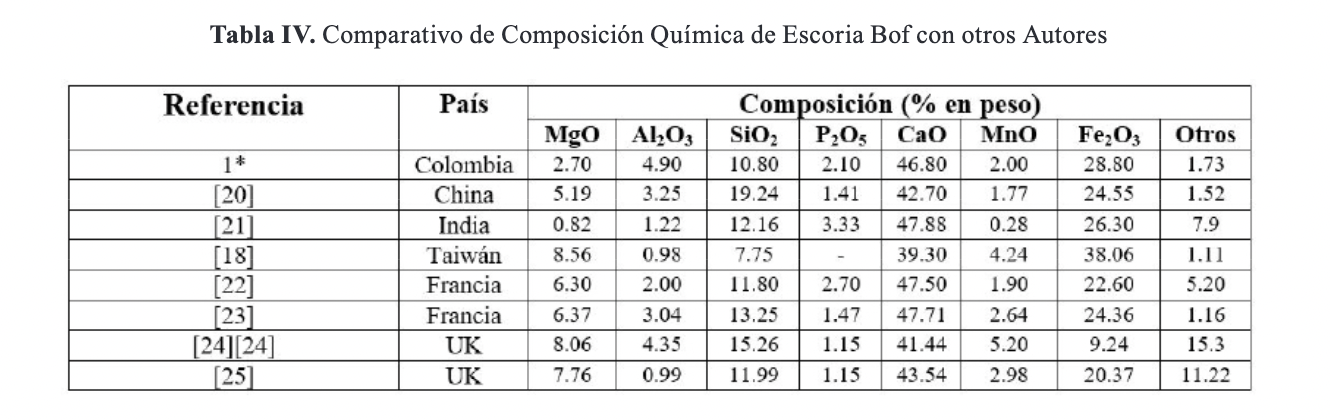 Tabla IV. Comparativo de Composición Química de Escoria Bof con otros Autores
Referencia País Composición (% en peso)
MgO Al₂O₃ SiO₂ P₂O₅ CaO MnO Fe₂O₃ Otros
1* Colombia 2.70 4.90 10.80 2.10 46.80 2.00 28.80 1.73
[20] China 5.19 3.25 19.24 1.41 42.70 1.77 24.55 1.52
[21] India 0.82 1.22 12.16 3.33 47.88 0.28 26.30 7.9
[18] Taiwán 8.56 0.98 7.75 - 39.30 4.24 38.06 1.11
[22] Francia 6.30 2.00 11.80 2.70 47.50 1.90 22.60 5.20
[23] Francia 6.37 3.04 13.25 1.47 47.71 2.64 24.36 1.16
[24][24] UK 8.06 4.35 15.26 1.15 41.44 5.20 9.24 15.3
[25] UK 7.76 0.99 11.99 1.15 43.54 2.98 20.37 11.22